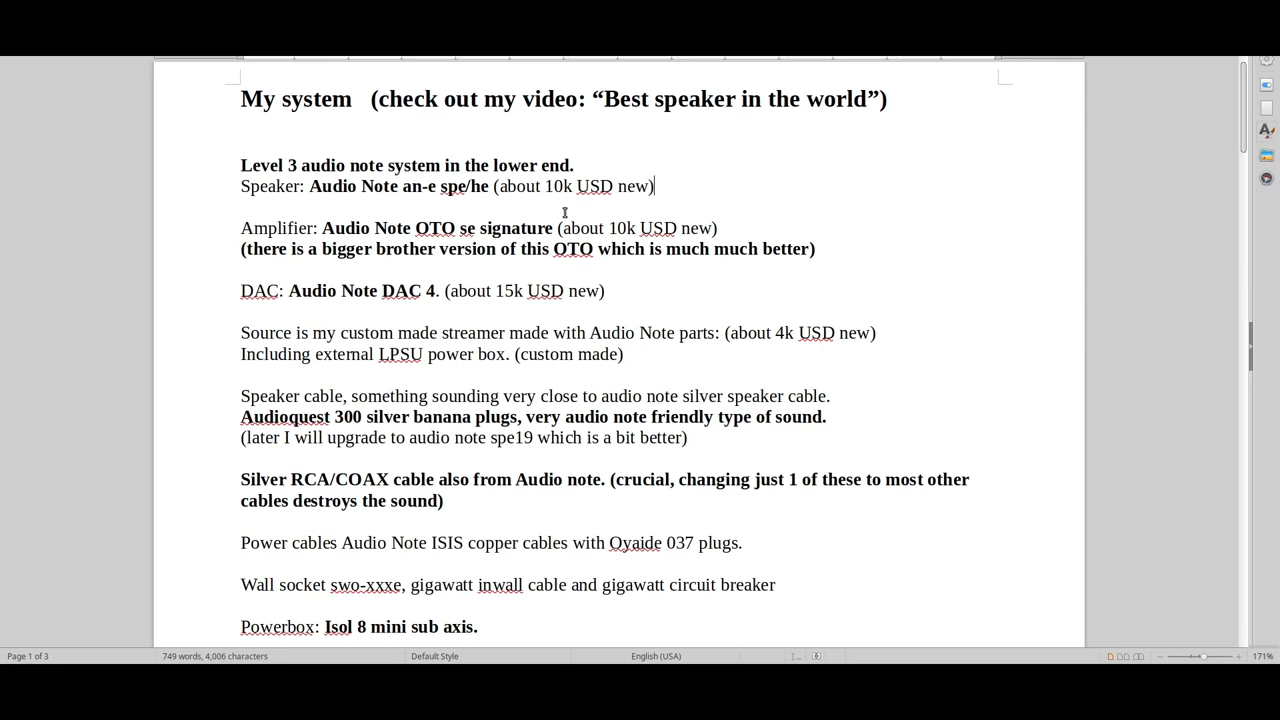 My system   (check out my video: “Best speaker in the world”)
Level 3 audio note system in the lower end.
Speaker: Audio Note an-e spe/he (about 10k USD new)
Amplifier: Audio Note OTO se signature (about 10k USD new)
(there is a bigger brother version of this OTO which is much much better)
DAC: Audio Note DAC 4. (about 15k USD new)
Source is my custom made streamer made with Audio Note parts: (about 4k USD new)
Including external LPSU power box. (custom made)
Speaker cable, something sounding very close to audio note silver speaker cable.
Audioquest 300 silver banana plugs, very audio note friendly type of sound.
(later I will upgrade to audio note spe19 which is a bit better)
Silver RCA/COAX cable also from Audio note. (crucial, changing just 1 of these to most other
cables destroys the sound)
Power cables Audio Note ISIS copper cables with Oyaide 037 plugs.
Wall socket swo-xxxe, gigawatt inwall cable and gigawatt circuit breaker
Powerbox: Isol 8 mini sub axis.
Page 1 of 3 749 words, 4,006 characters Default Style English (USA) 171%